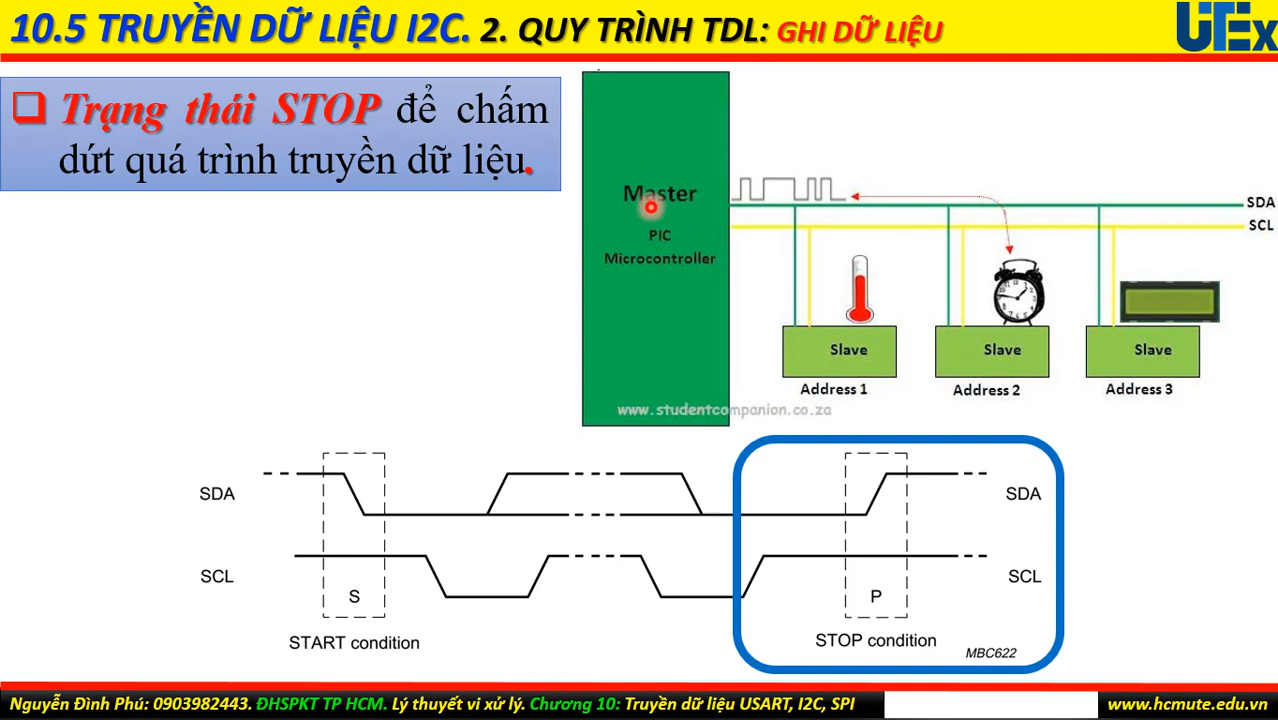 10.5 TRUYỀN DỮ LIỆU I2C. 2. QUY TRÌNH TDL: GHI DỮ LIỆU
UTEx
Trạng thái STOP để chấm
dứt quá trình truyền dữ liệu.
Master
PIC
Microcontroller
SDA
SCL
Slave Slave Slave
Address 1 Address 2 Address 3
www.studentcompanion.co.za
SDA SDA
SCL SCL
S P
START condition STOP condition
MBC622
Nguyễn Đình Phú: 0903982443. ĐHSPKT TP HCM. Lý thuyết vi xử lý. Chương 10: Truyền dữ liệu USART, I2C, SPI www.hcmute.edu.vn